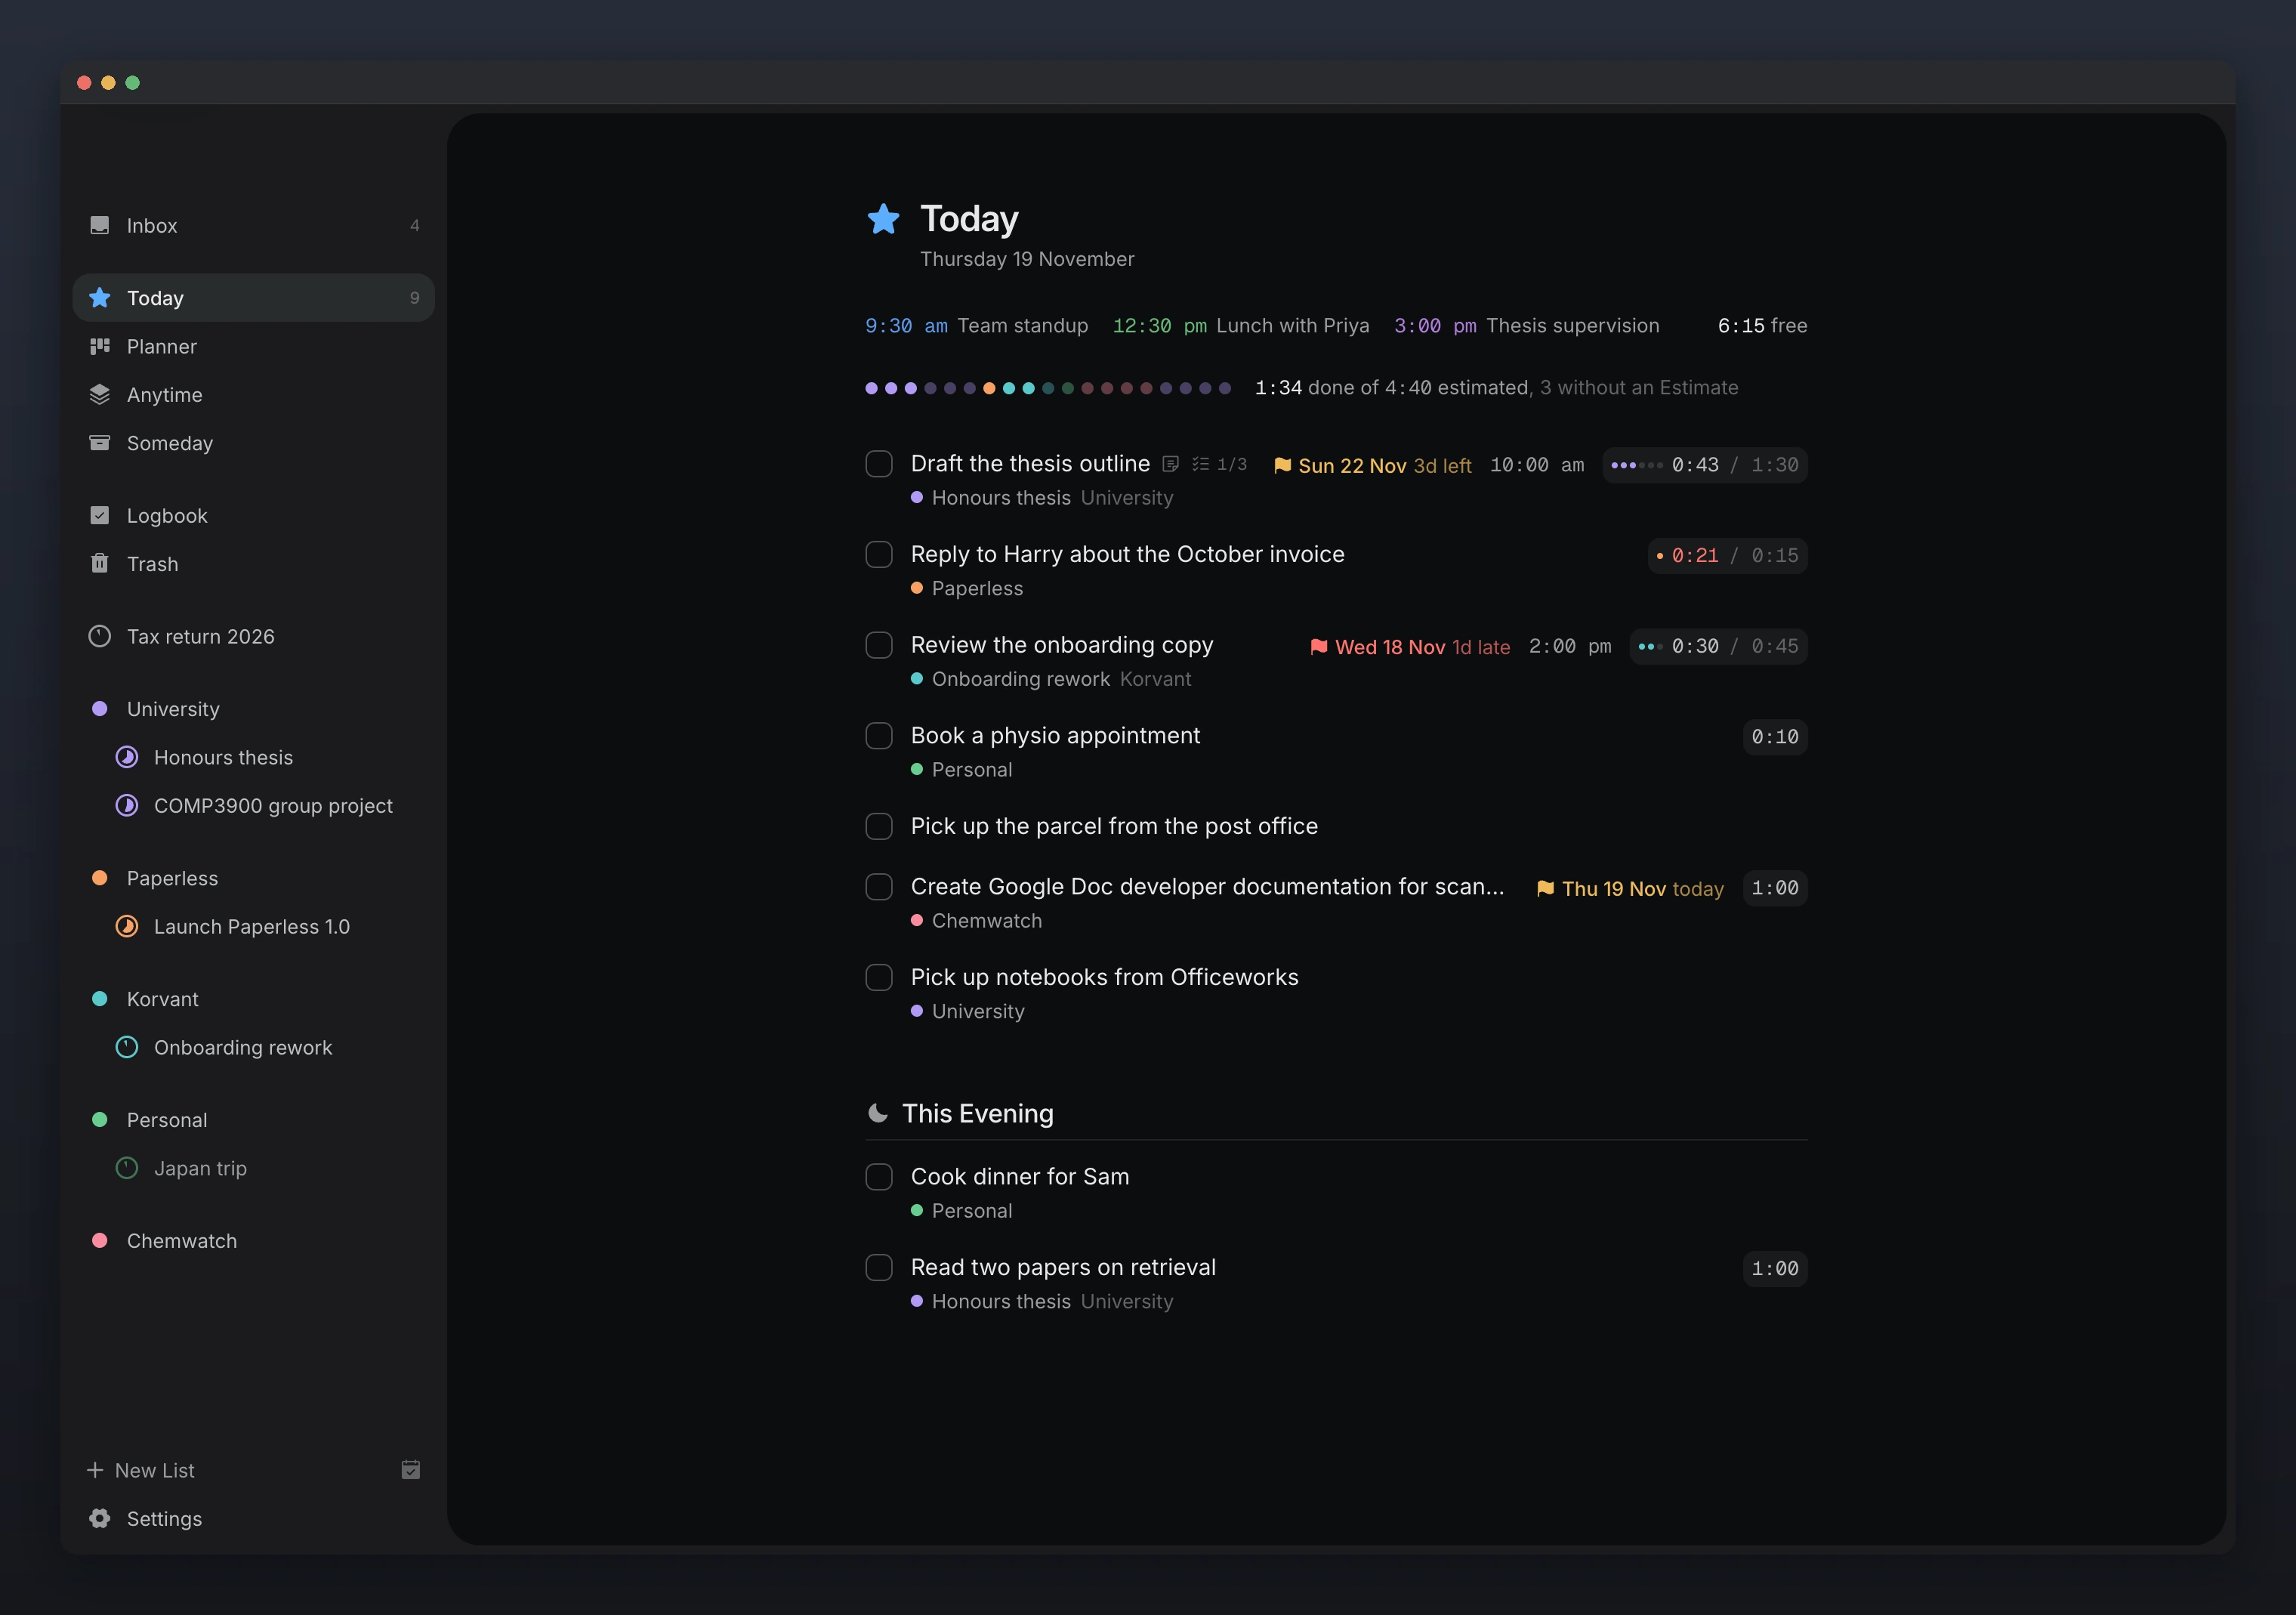 Inbox 4
Today 9
Planner
Anytime
Someday
Logbook
Trash
Tax return 2026
University
Honours thesis
COMP3900 group project
Paperless
Launch Paperless 1.0
Korvant
Onboarding rework
Personal
Japan trip
Chemwatch
New List
Settings
Today
Thursday 19 November
9:30 am Team standup 12:30 pm Lunch with Priya 3:00 pm Thesis supervision 6:15 free
1:34 done of 4:40 estimated, 3 without an Estimate
Draft the thesis outline 1/3 Sun 22 Nov 3d left 10:00 am 0:43 / 1:30
Honours thesis University
Reply to Harry about the October invoice 0:21 / 0:15
Paperless
Review the onboarding copy Wed 18 Nov 1d late 2:00 pm 0:30 / 0:45
Onboarding rework Korvant
Book a physio appointment 0:10
Personal
Pick up the parcel from the post office
Create Google Doc developer documentation for scan... Thu 19 Nov today 1:00
Chemwatch
Pick up notebooks from Officeworks
University
This Evening
Cook dinner for Sam
Personal
Read two papers on retrieval 1:00
Honours thesis University